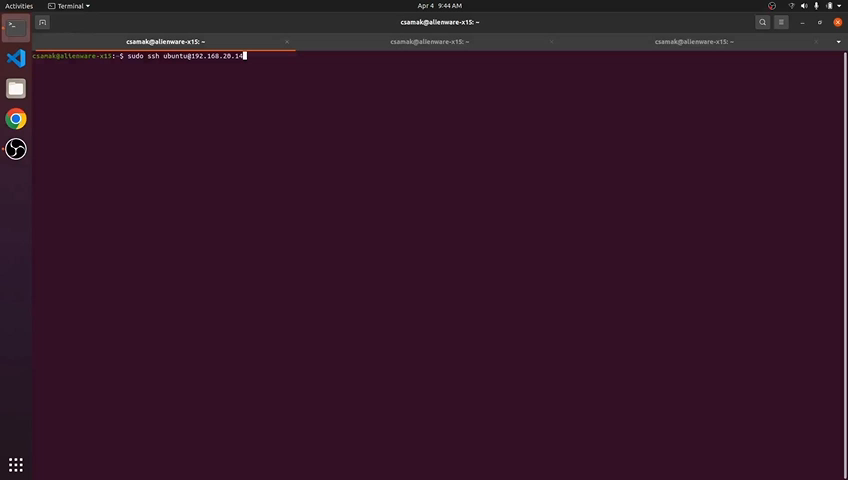 Activities Terminal Apr 4 9:44 AM
csamak@alienware-x15: ~
csamak@alienware-x15: ~ csamak@alienware-x15: ~ csamak@alienware-x15: ~
csamak@alienware-x15:~$ sudo ssh ubuntu@192.168.20.14